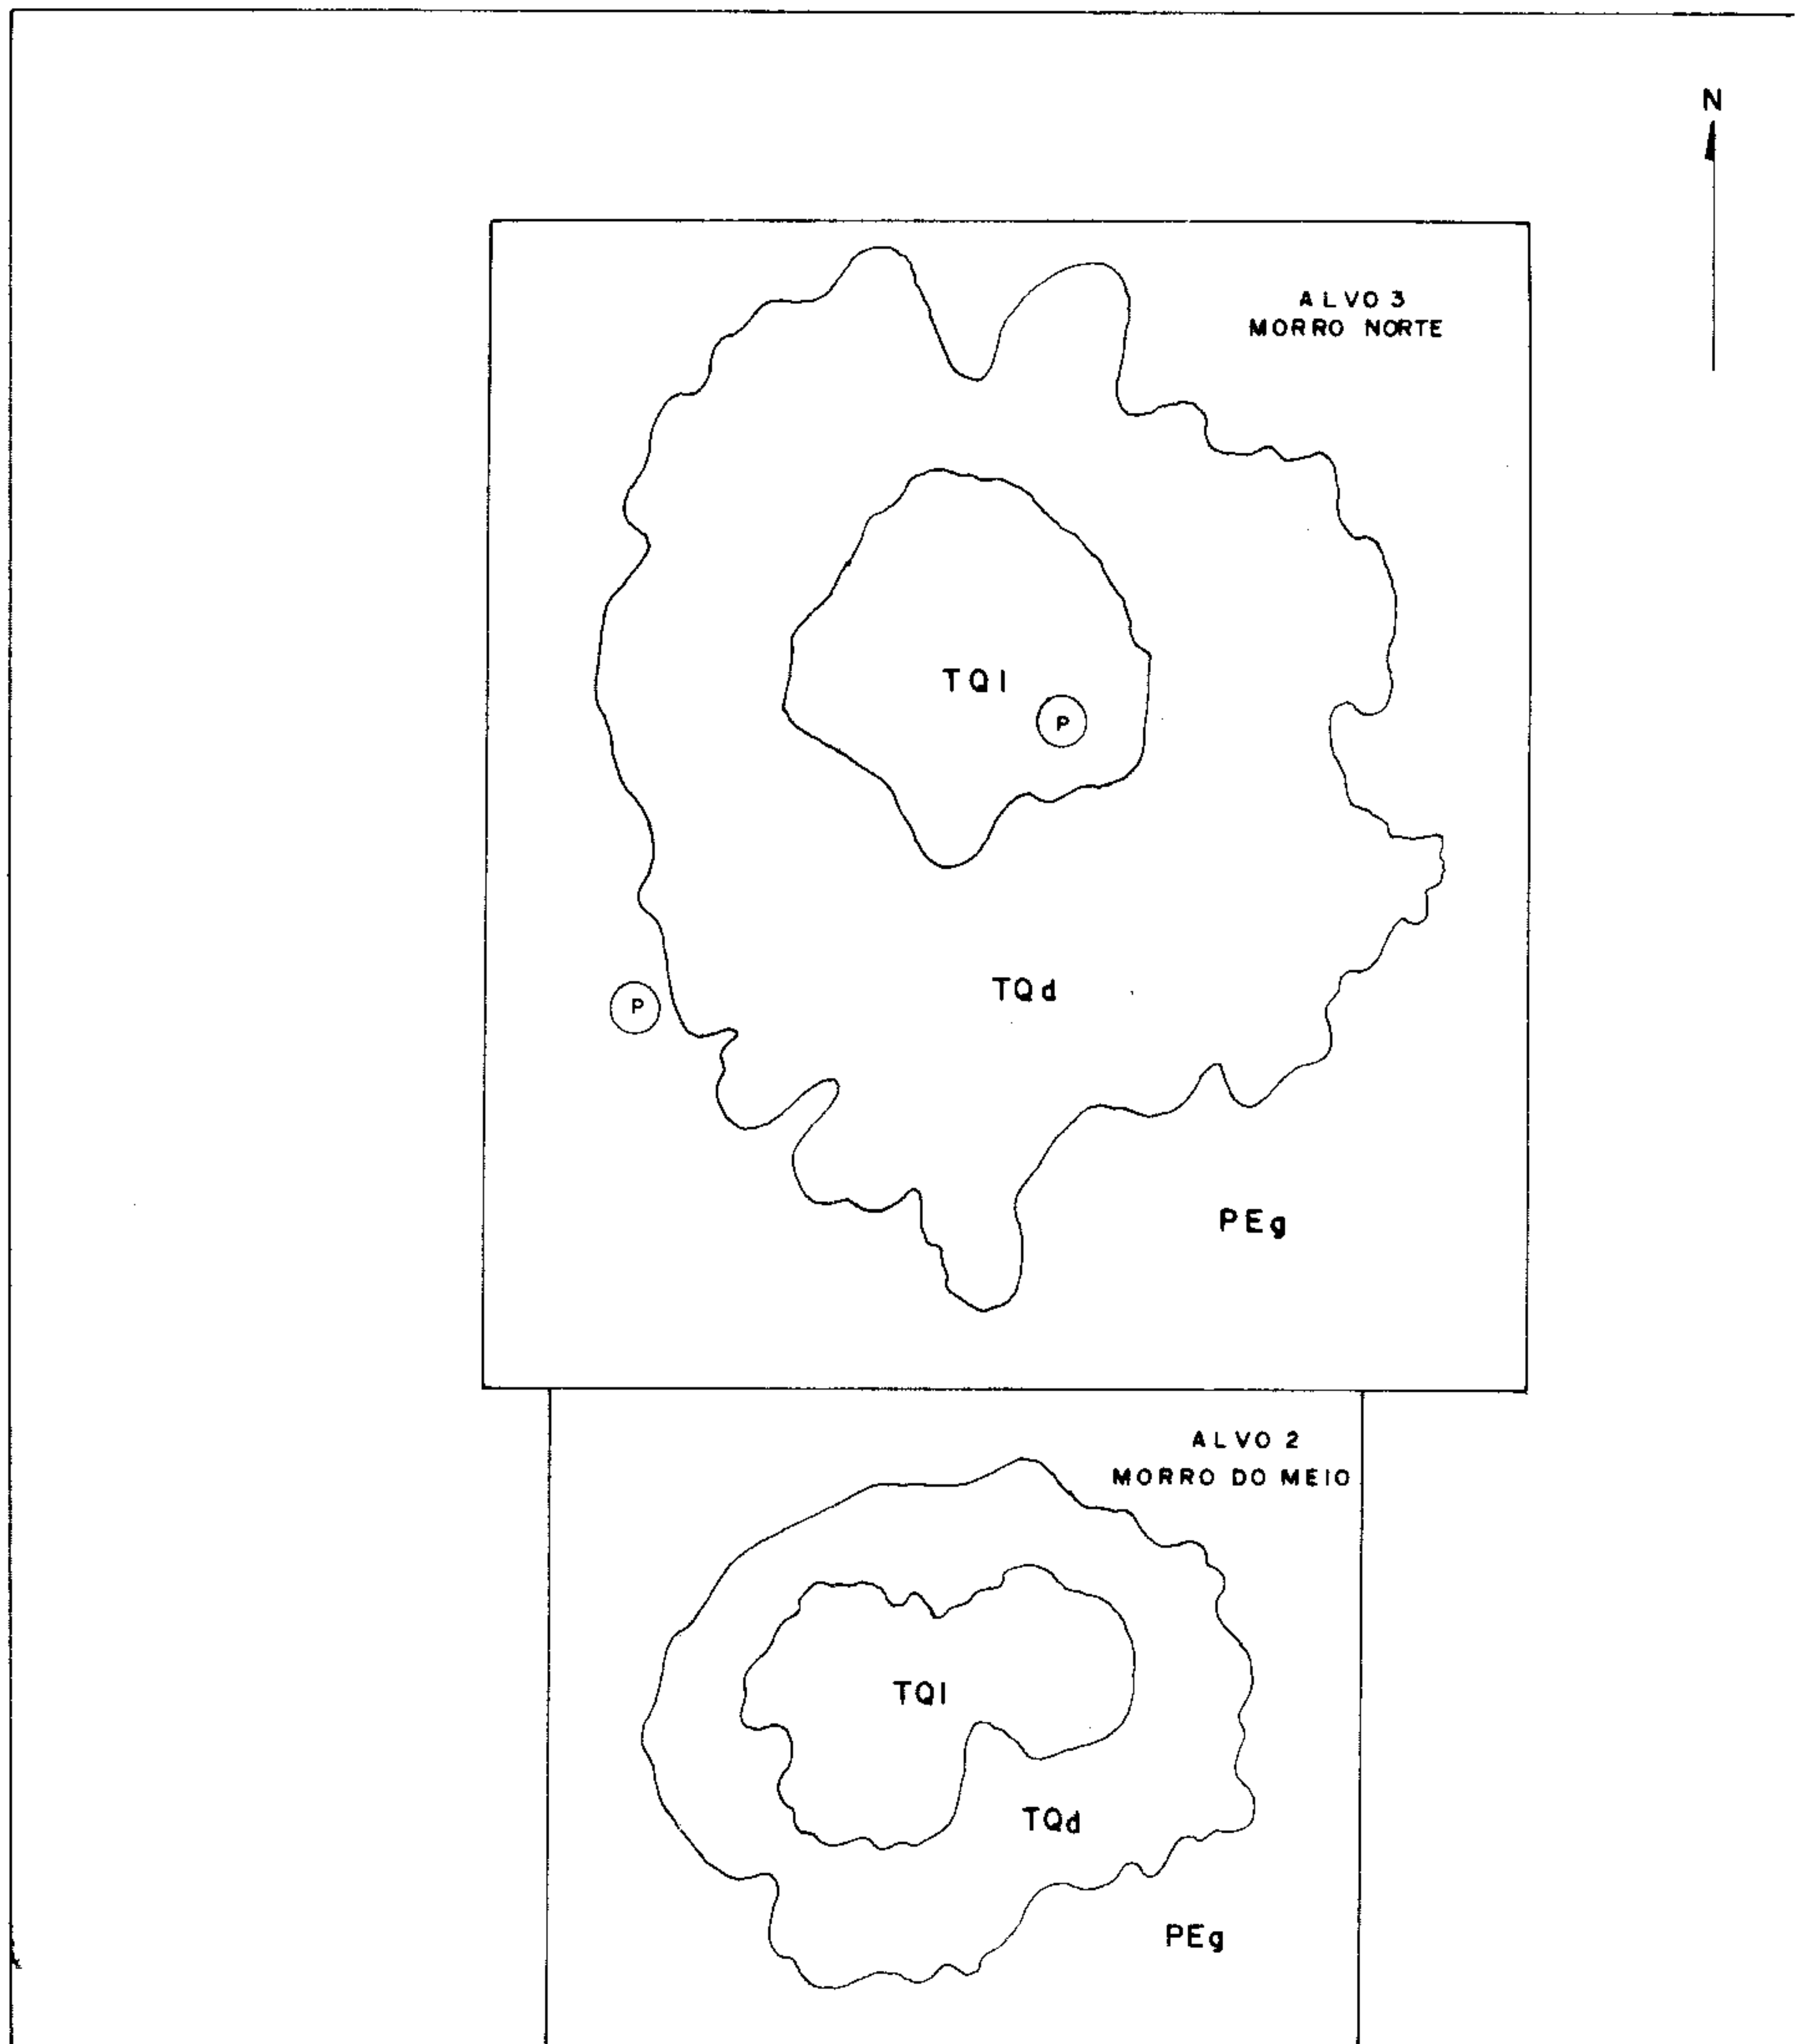 N
ALVO 3
MORRO NORTE
TQl
P
TQd
P
PEg
ALVO 2
MORRO DO MEIO
TQl
TQd
PEg